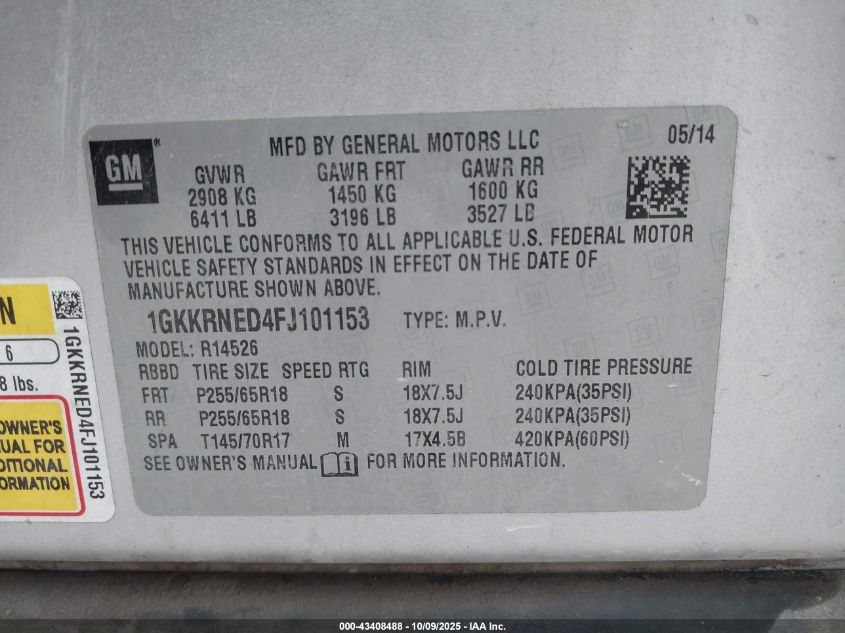 MFD BY GENERAL MOTORS LLC 05/14
GM
GVWR GAWR FRT GAWR RR
2908 KG 1450 KG 1600 KG
6411 LB 3196 LB 3527 LB
THIS VEHICLE CONFORMS TO ALL APPLICABLE U.S. FEDERAL MOTOR
VEHICLE SAFETY STANDARDS IN EFFECT ON THE DATE OF
MANUFACTURE SHOWN ABOVE.
1GKKRNED4FJ101153 TYPE: M.P.V.
MODEL: R14526
RBBD TIRE SIZE SPEED RTG RIM COLD TIRE PRESSURE
FRT P255/65R18 S 18X7.5J 240KPA(35PSI)
RR P255/65R18 S 18X7.5J 240KPA(35PSI)
SPA T145/70R17 M 17X4.5B 420KPA(60PSI)
SEE OWNER'S MANUAL FOR MORE INFORMATION.
N
6
8 lbs.
OWNER'S
UAL FOR
DITIONAL
ORMATION
1GKKRNED4FJ101153
000-43408488 - 10/09/2025 - IAA Inc.